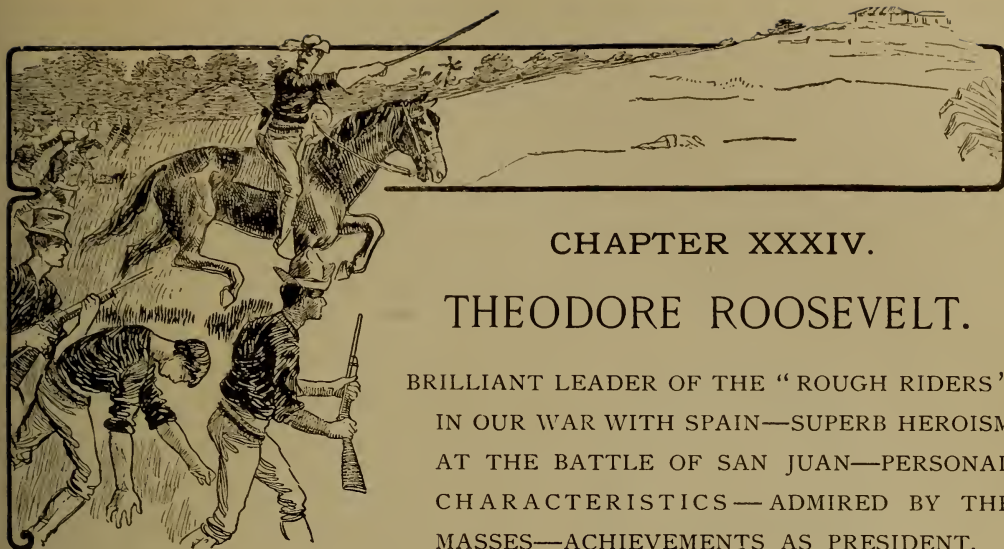 CHAPTER XXXIV.
THEODORE ROOSEVELT.
BRILLIANT LEADER OF THE "ROUGH RIDERS"
IN OUR WAR WITH SPAIN—SUPERB HEROISM
AT THE BATTLE OF SAN JUAN—PERSONAL
CHARACTERISTICS—ADMIRED BY THE
MASSES—ACHIEVEMENTS AS PRESIDENT.